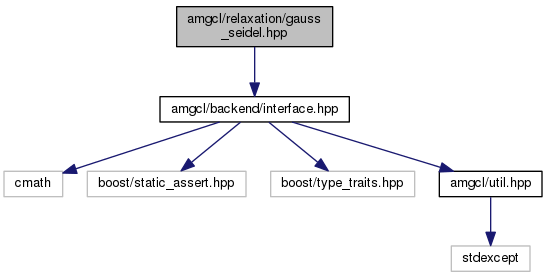 amgcl/relaxation/gauss
_seidel.hpp
amgcl/backend/interface.hpp
cmath
boost/static_assert.hpp
boost/type_traits.hpp
amgcl/util.hpp
stdexcept